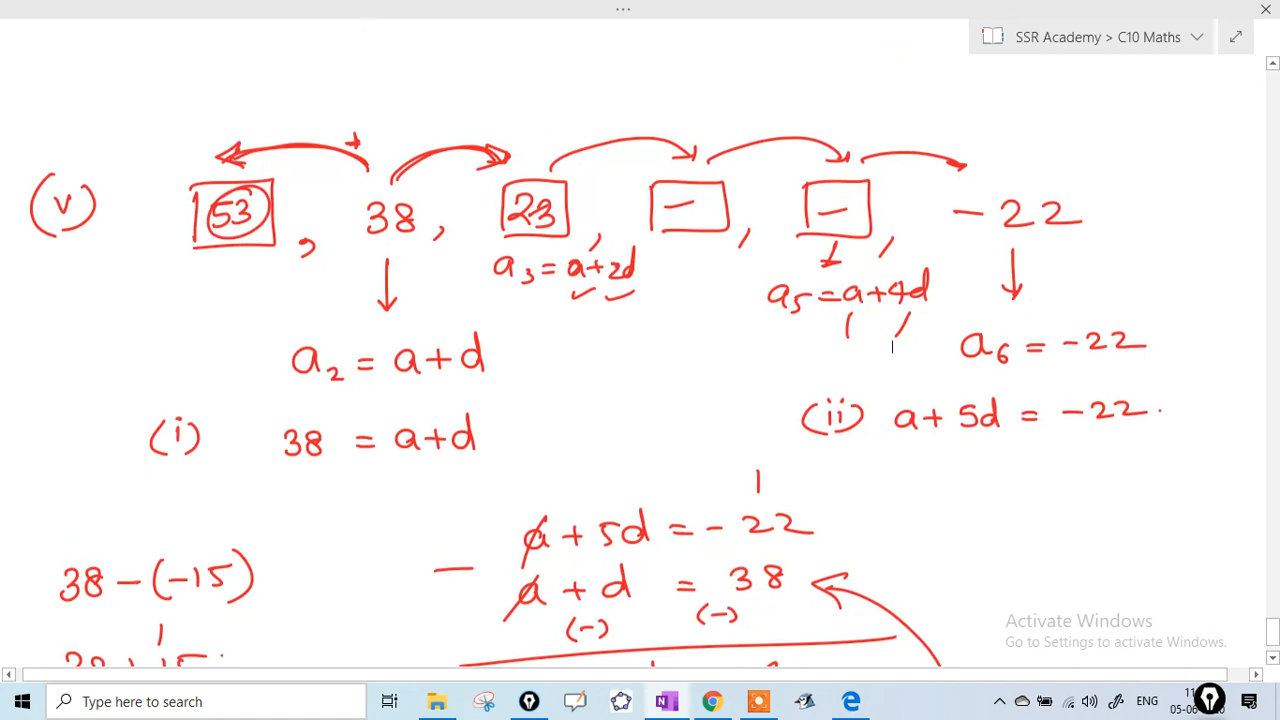 SSR Academy > C10 Maths
(v) 53, 38, 23, –, –, -22
a3 = a+2d
a5 = a+4d
a2 = a+d
a6 = -22
(i) 38 = a+d
(ii) a+5d = -22.
a + 5d = -22
38-(-15)
– a + d = 38
(-) (-)
Activate Windows
Go to Settings to activate Windows.
Type here to search
ENG